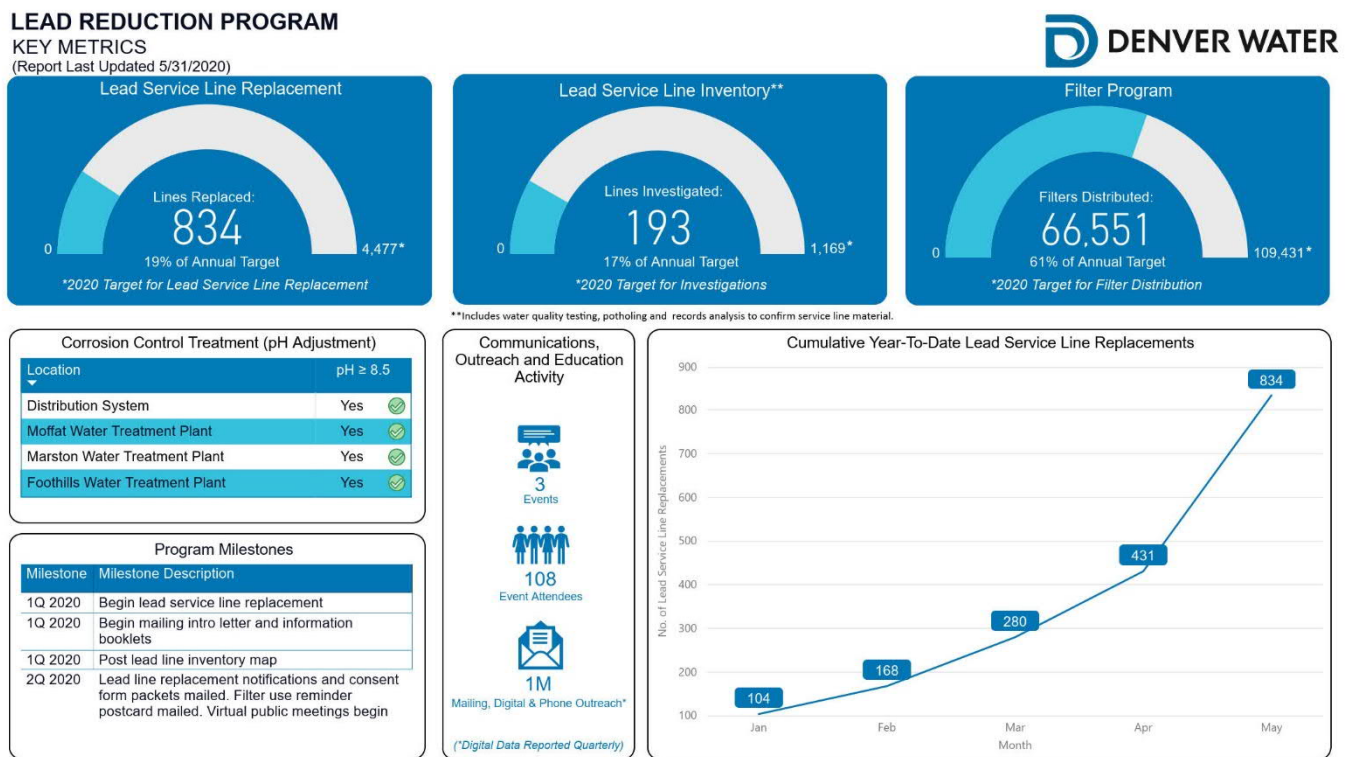 LEAD REDUCTION PROGRAM
KEY METRICS
(Report Last Updated 5/31/2020)
DENVER WATER
Lead Service Line Replacement
Lines Replaced:
834
0
4,477*
19% of Annual Target
*2020 Target for Lead Service Line Replacement
Lead Service Line Inventory**
Lines Investigated:
193
0
1,169*
17% of Annual Target
*2020 Target for Investigations
Filter Program
Filters Distributed:
66,551
0
109,431*
61% of Annual Target
*2020 Target for Filter Distribution
**Includes water quality testing, potholing and records analysis to confirm service line material.
Corrosion Control Treatment (pH Adjustment)
Location pH ≥ 8.5
Distribution System Yes
Moffat Water Treatment Plant Yes
Marston Water Treatment Plant Yes
Foothills Water Treatment Plant Yes
Program Milestones
Milestone Milestone Description
1Q 2020 Begin lead service line replacement
1Q 2020 Begin mailing intro letter and information
booklets
1Q 2020 Post lead line inventory map
2Q 2020 Lead line replacement notifications and consent
form packets mailed. Filter use reminder
postcard mailed. Virtual public meetings begin
Communications,
Outreach and Education
Activity
3
Events
108
Event Attendees
1M
Mailing, Digital & Phone Outreach*
(*Digital Data Reported Quarterly)
Cumulative Year-To-Date Lead Service Line Replacements
No. of Lead Service Line Replacements
900
800
700
600
500
400
300
200
100
104
168
280
431
834
Jan
Feb
Mar
Apr
May
Month